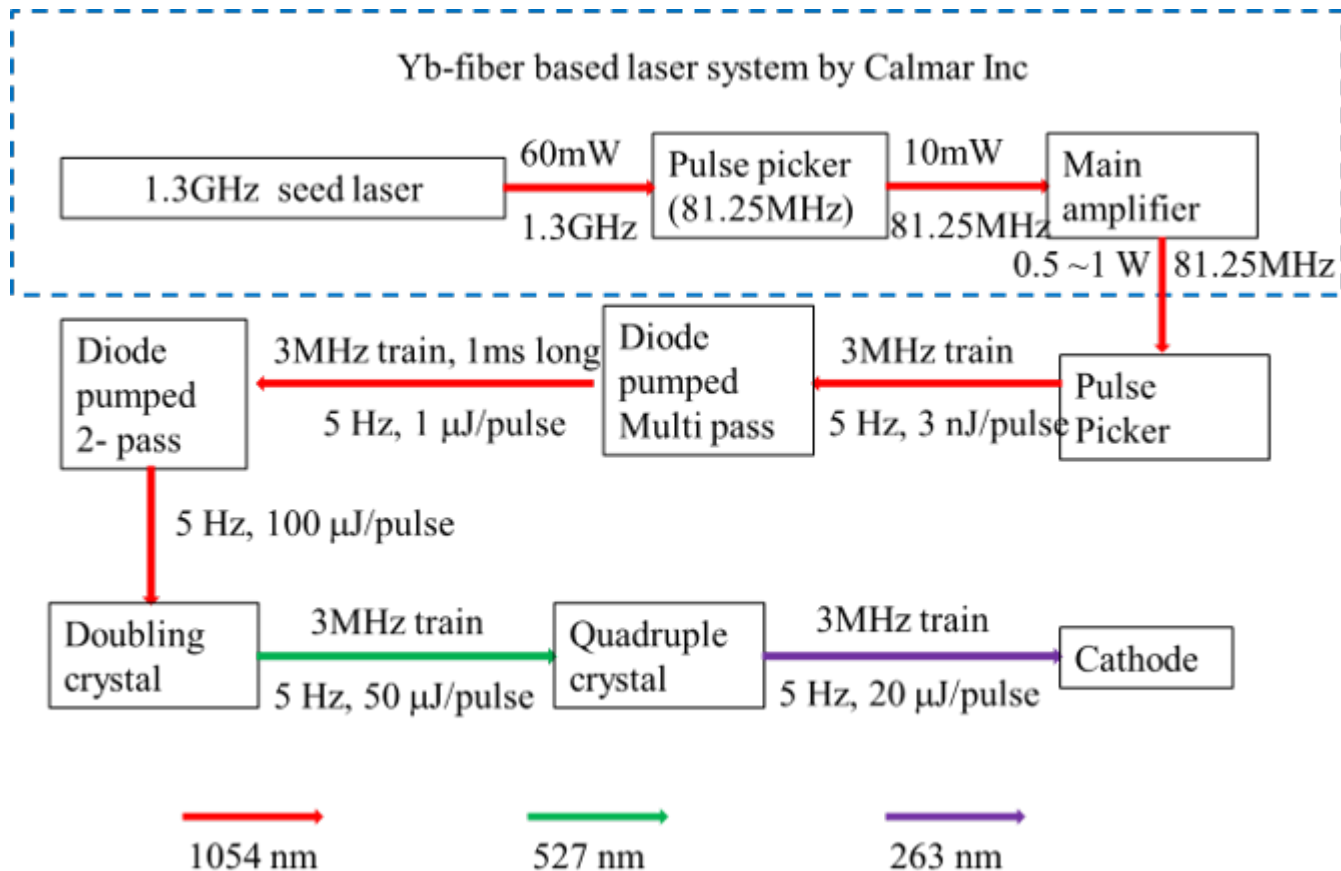 Yb-fiber based laser system by Calmar Inc
1.3GHz seed laser
60mW
1.3GHz
Pulse picker
(81.25MHz)
10mW
81.25MHz
Main
amplifier
0.5 ~1 W
81.25MHz
Pulse
Picker
3MHz train
5 Hz, 3 nJ/pulse
Diode
pumped
Multi pass
3MHz train, 1ms long
5 Hz, 1 μJ/pulse
Diode
pumped
2- pass
5 Hz, 100 μJ/pulse
Doubling
crystal
3MHz train
5 Hz, 50 μJ/pulse
Quadruple
crystal
3MHz train
5 Hz, 20 μJ/pulse
Cathode
1054 nm
527 nm
263 nm